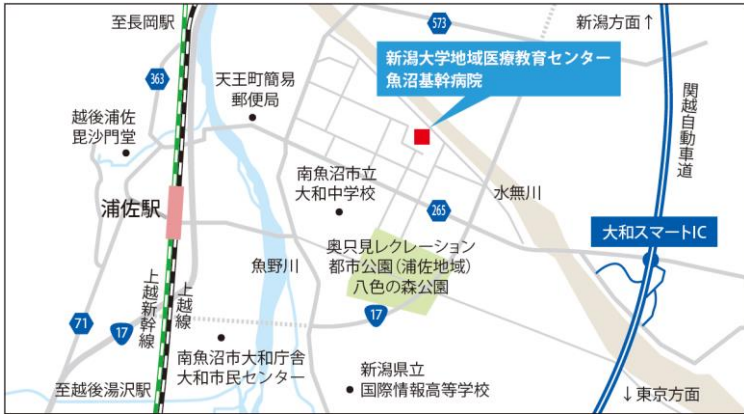 至長岡駅
573
新潟方面↑
新潟大学地域医療教育センター
魚沼基幹病院
363
天王町簡易
郵便局
関越自動車道
越後浦佐
毘沙門堂
南魚沼市立
大和中学校
水無川
浦佐駅
265
大和スマートIC
奥只見レクレーション
都市公園(浦佐地域)
八色の森公園
魚野川
上越新幹線
上越線
71
17
17
南魚沼市大和庁舎
大和市民センター
新潟県立
国際情報高等学校
至越後湯沢駅
↓東京方面